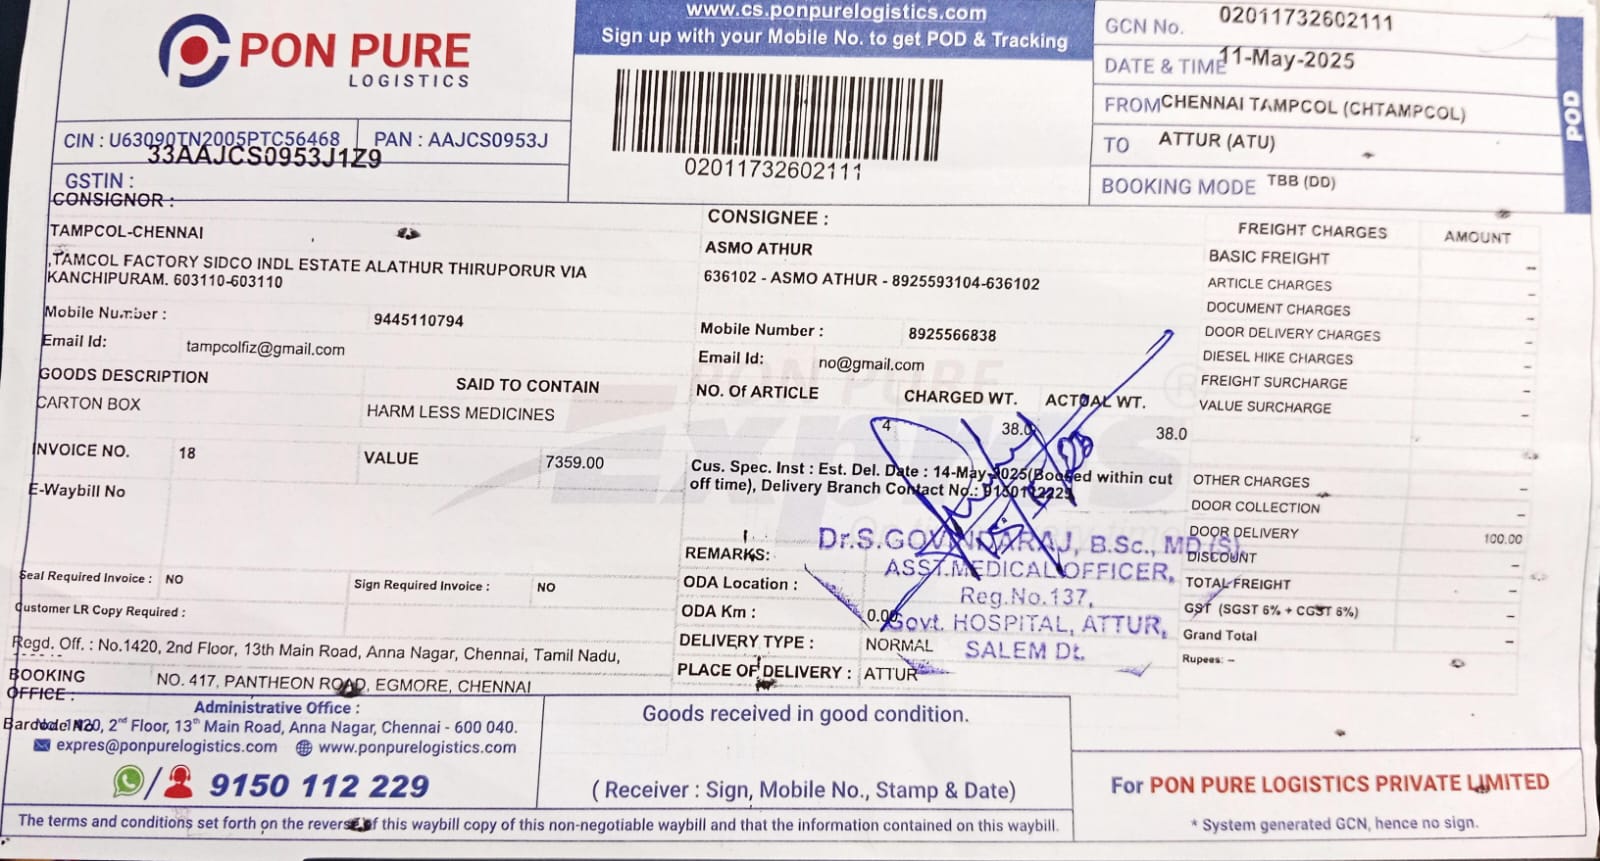 PON PURE
LOGISTICS
CIN : U63090TN2005PTC56468
PAN : AAJCS0953J
33AAJCS0953J1Z9
GSTIN :
www.cs.ponpurelogistics.com
Sign up with your Mobile No. to get POD & Tracking
02011732602111
GCN No. 02011732602111
DATE & TIME 11-May-2025
FROM CHENNAI TAMPCOL (CHTAMPCOL)
TO ATTUR (ATU)
BOOKING MODE TBB (DD)
POD
CONSIGNOR :
TAMPCOL-CHENNAI
,TAMCOL FACTORY SIDCO INDL ESTATE ALATHUR THIRUPORUR VIA
KANCHIPURAM. 603110-603110
Mobile Number : 9445110794
Email Id: tampcolfiz@gmail.com
GOODS DESCRIPTION SAID TO CONTAIN
CARTON BOX HARM LESS MEDICINES
INVOICE NO. 18 VALUE 7359.00
E-Waybill No
Seal Required Invoice : NO Sign Required Invoice : NO
Customer LR Copy Required :
Regd. Off. : No.1420, 2nd Floor, 13th Main Road, Anna Nagar, Chennai, Tamil Nadu,
BOOKING OFFICE : NO. 417, PANTHEON ROAD, EGMORE, CHENNAI
CONSIGNEE :
ASMO ATHUR
636102 - ASMO ATHUR - 8925593104-636102
Mobile Number : 8925566838
Email Id: no@gmail.com
NO. Of ARTICLE CHARGED WT. ACTUAL WT.
4 38.0 38.0
Cus. Spec. Inst : Est. Del. Date : 14-May-2025(Booked within cut
off time), Delivery Branch Contact No.: 9150112229
REMARKS:
ODA Location :
ODA Km : 0.00
DELIVERY TYPE : NORMAL
PLACE OF DELIVERY : ATTUR
Dr.S.GOVINDARAJ, B.Sc., MD (S)
ASST.MEDICAL OFFICER,
Reg.No.137,
Govt. HOSPITAL, ATTUR,
SALEM Dt.
FREIGHT CHARGES AMOUNT
BASIC FREIGHT --
ARTICLE CHARGES --
DOCUMENT CHARGES --
DOOR DELIVERY CHARGES --
DIESEL HIKE CHARGES --
FREIGHT SURCHARGE --
VALUE SURCHARGE --
OTHER CHARGES --
DOOR COLLECTION --
DOOR DELIVERY 100.00
DISCOUNT --
TOTAL FREIGHT --
GST (SGST 6% + CGST 6%) --
Grand Total --
Rupees: --
Administrative Office :
Barcode No
No. 1420, 2nd Floor, 13th Main Road, Anna Nagar, Chennai - 600 040.
expres@ponpurelogistics.com www.ponpurelogistics.com
9150 112 229
Goods received in good condition.
( Receiver : Sign, Mobile No., Stamp & Date)
For PON PURE LOGISTICS PRIVATE LIMITED
* System generated GCN, hence no sign.
The terms and conditions set forth on the reverse of this waybill copy of this non-negotiable waybill and that the information contained on this waybill.